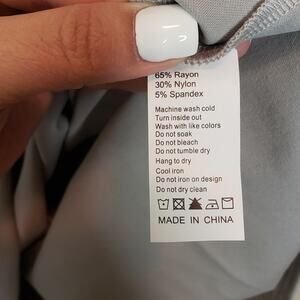 65% Rayon
30% Nylon
5% Spandex
Machine wash cold
Turn inside out
Wash with like colors
Do not soak
Do not bleach
Do not tumble dry
Hang to dry
Cool iron
Do not iron on design
Do not dry clean
MADE IN CHINA